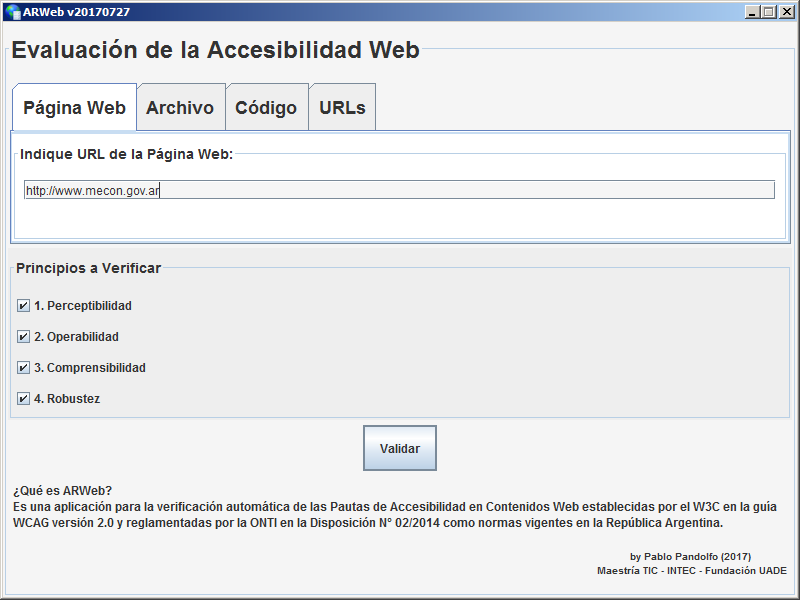 ARWeb v20170727
Evaluación de la Accesibilidad Web
Página Web Archivo Código URLs
Indique URL de la Página Web:
http://www.mecon.gov.ar
Principios a Verificar
1. Perceptibilidad
2. Operabilidad
3. Comprensibilidad
4. Robustez
Validar
¿Qué es ARWeb?
Es una aplicación para la verificación automática de las Pautas de Accesibilidad en Contenidos Web establecidas por el W3C en la guía
WCAG versión 2.0 y reglamentadas por la ONTI en la Disposición N° 02/2014 como normas vigentes en la República Argentina.
by Pablo Pandolfo (2017)
Maestría TIC - INTEC - Fundación UADE